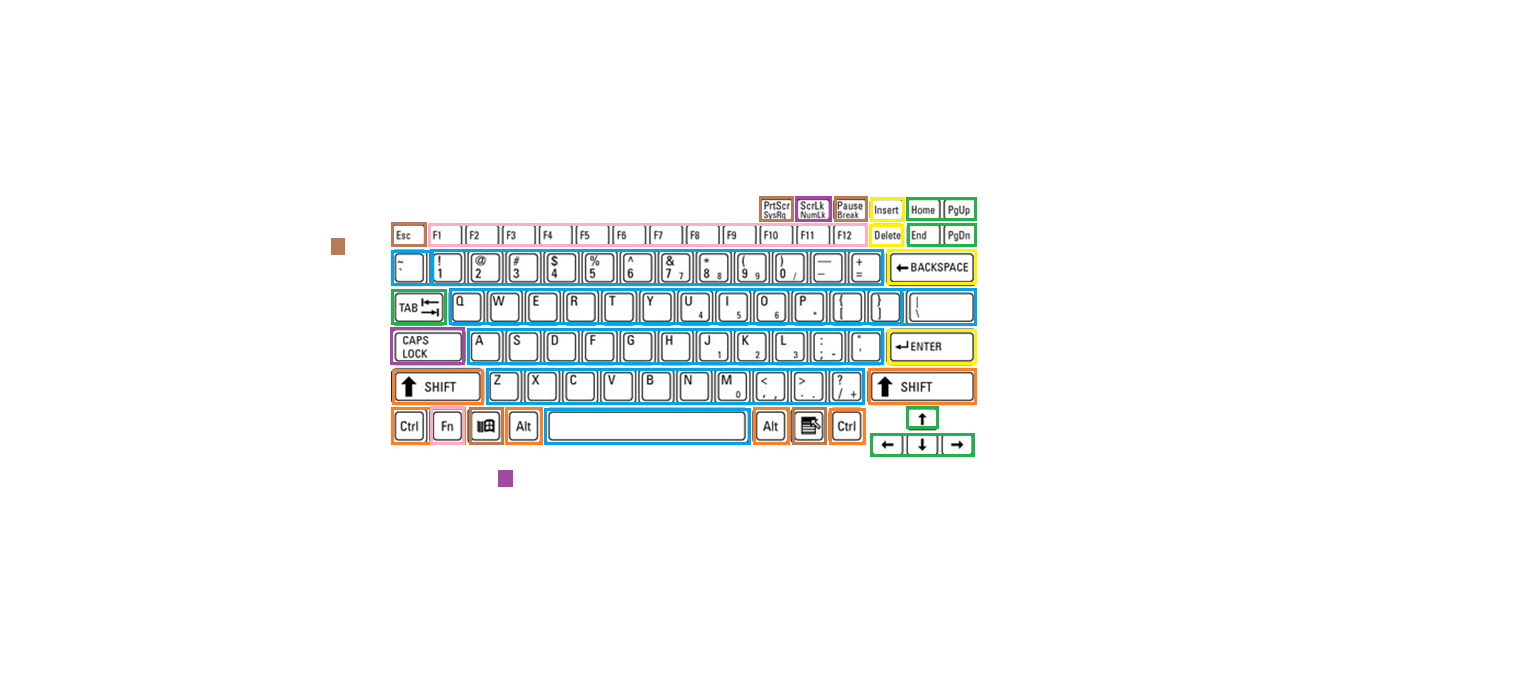 PrtScr SysRq ScrLk NumLk Pause Break Insert Home PgUp
Esc F1 F2 F3 F4 F5 F6 F7 F8 F9 F10 F11 F12 Delete End PgDn
~ ` ! 1 @ 2 # 3 $ 4 % 5 ^ 6 & 7 7 * 8 8 ( 9 9 ) 0 / — – + = ← BACKSPACE
TAB Q W E R T Y U 4 I 5 O 6 P * { [ } ] | \
CAPS LOCK A S D F G H J 1 K 2 L 3 : ; - " ' ↵ ENTER
↑ SHIFT Z X C V B N M 0 < , , > . . ? / + ↑ SHIFT
Ctrl Fn Alt Alt Ctrl ↑
← ↓ →